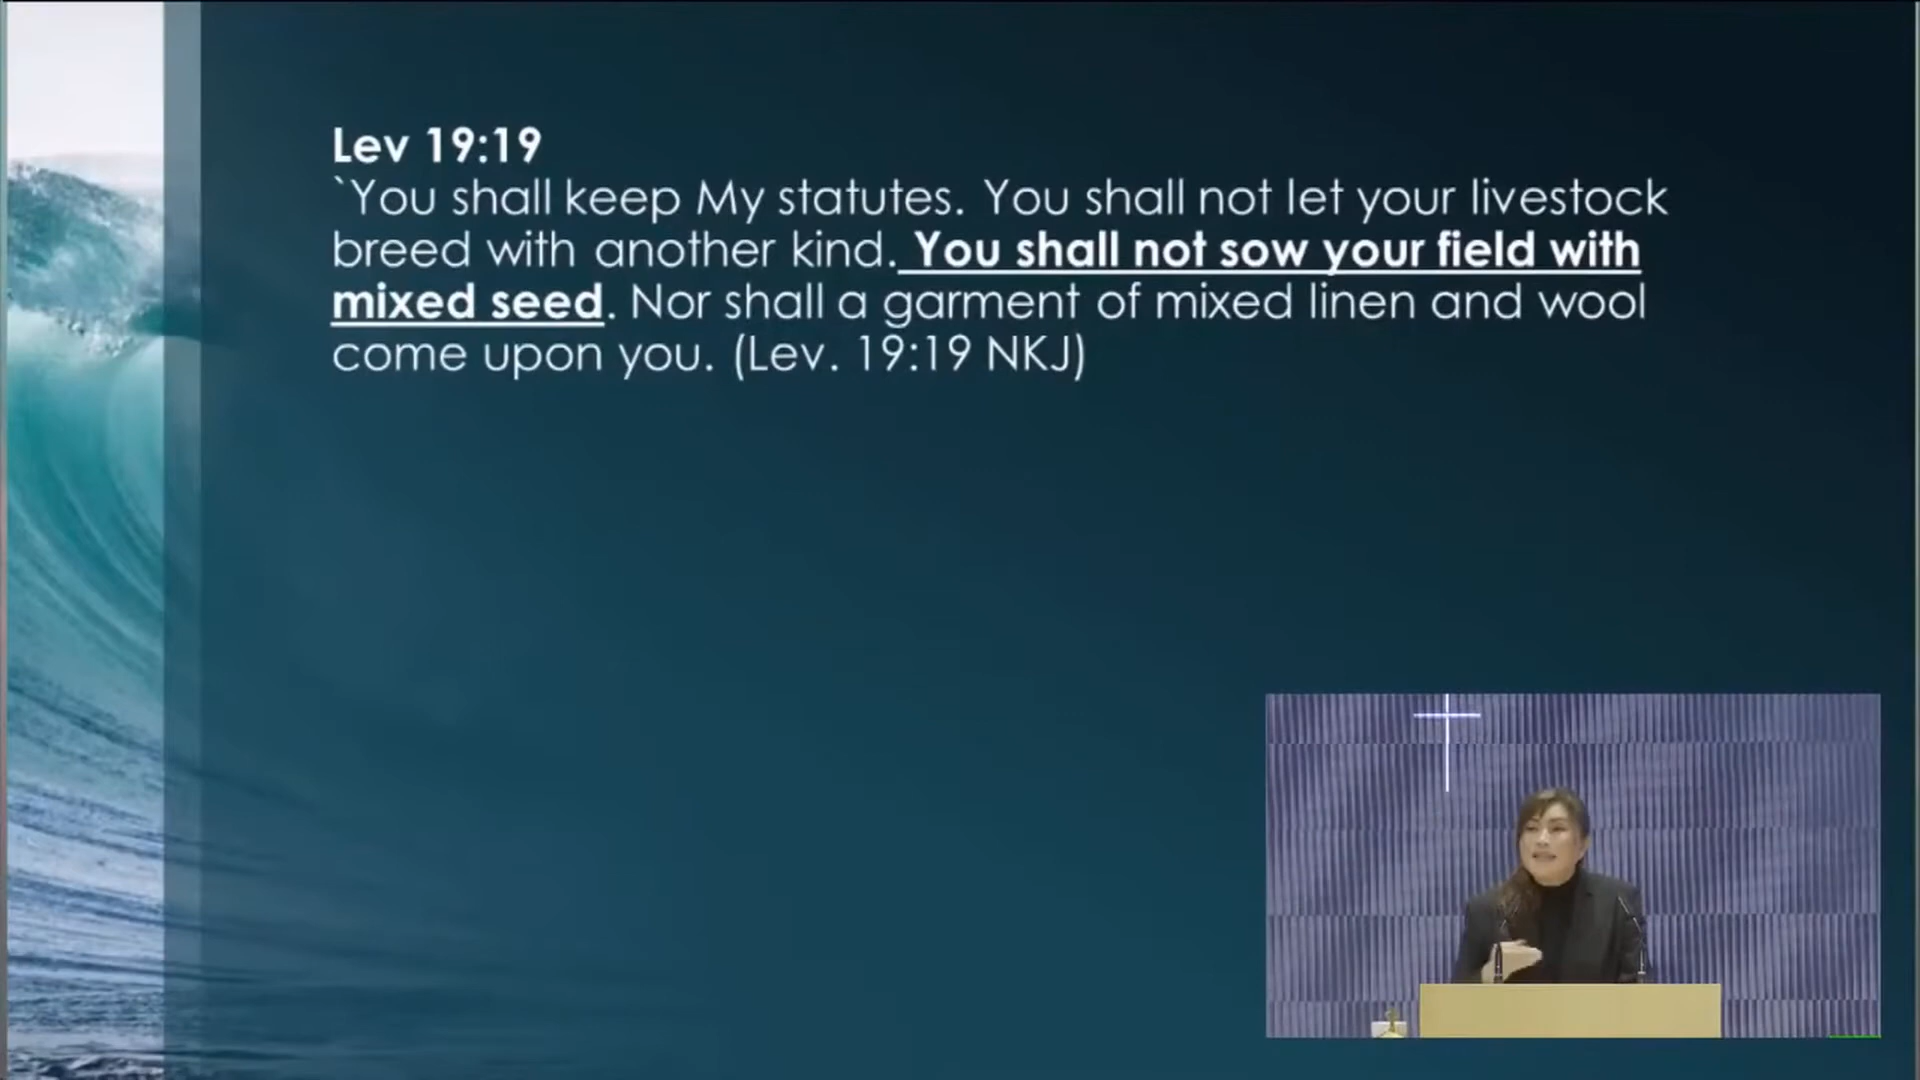 Lev 19:19
`You shall keep My statutes. You shall not let your livestock
breed with another kind. You shall not sow your field with
mixed seed. Nor shall a garment of mixed linen and wool
come upon you. (Lev. 19:19 NKJ)